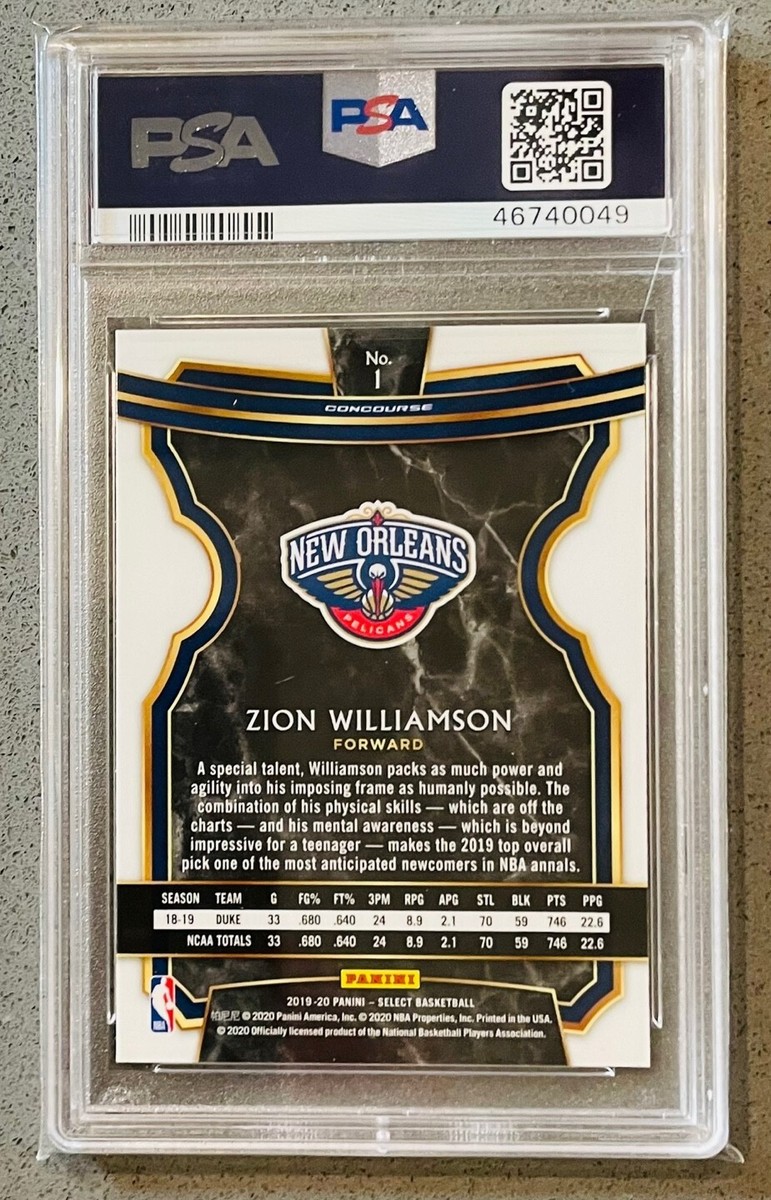 PSA
PSA
46740049
No.
1
CONCOURSE
NEW ORLEANS
PELICANS
ZION WILLIAMSON
FORWARD
A special talent, Williamson packs as much power and
agility into his imposing frame as humanly possible. The
combination of his physical skills — which are off the
charts — and his mental awareness — which is beyond
impressive for a teenager — makes the 2019 top overall
pick one of the most anticipated newcomers in NBA annals.
SEASON TEAM G FG% FT% 3PM RPG APG STL BLK PTS PPG
18-19 DUKE 33 .680 .640 24 8.9 2.1 70 59 746 22.6
NCAA TOTALS 33 .680 .640 24 8.9 2.1 70 59 746 22.6
PANINI
NBA
2019-20 PANINI – SELECT BASKETBALL
帕尼尼 © 2020 Panini America, Inc. © 2020 NBA Properties, Inc. Printed in the USA.
© 2020 Officially licensed product of the National Basketball Players Association.